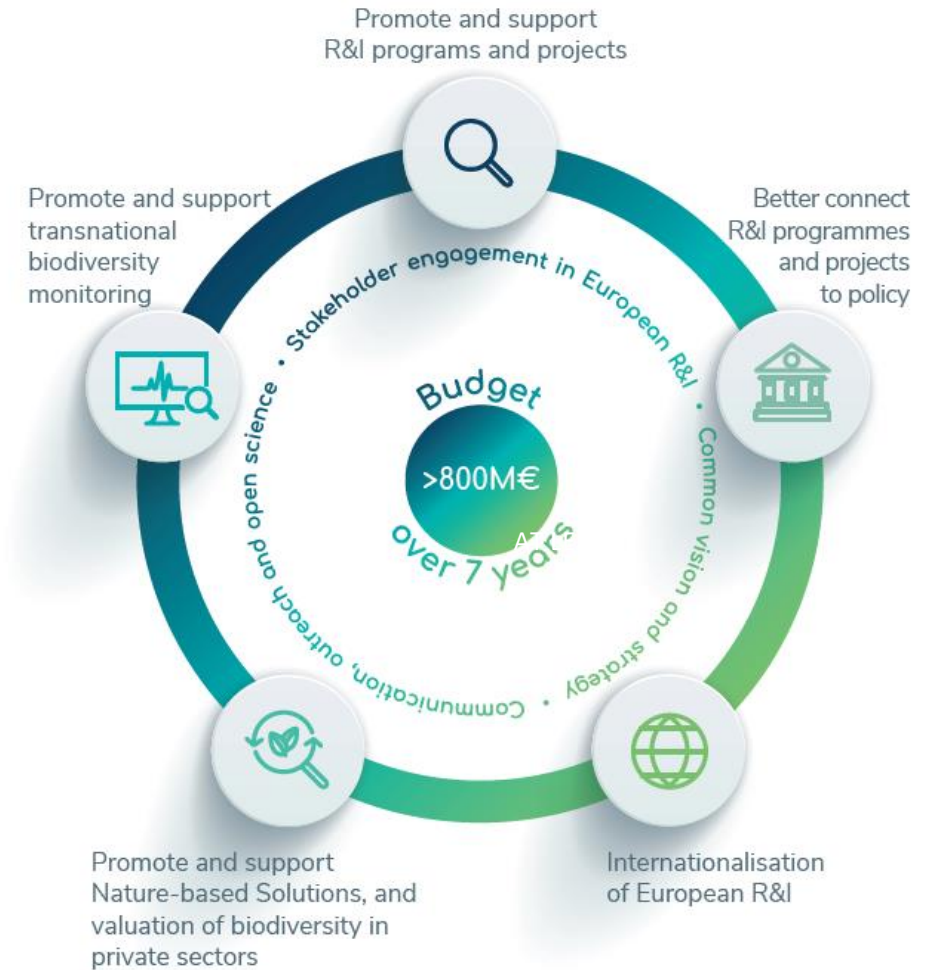 Promote and support
R&I programs and projects
Better connect
R&I programmes
and projects
to policy
Internationalisation
of European R&I
Promote and support
Nature-based Solutions, and
valuation of biodiversity in
private sectors
Promote and support
transnational
biodiversity
monitoring
• Stakeholder engagement in European R&I
• Common vision and strategy
• Communication, outreach and open science
Budget
>800M€
over 7 years